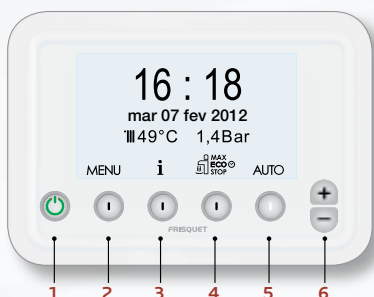 16 : 18
mar 07 fev 2012
49°C 1,4Bar
MENU i MAX ECO STOP AUTO
+
−
FRISQUET
1 2 3 4 5 6